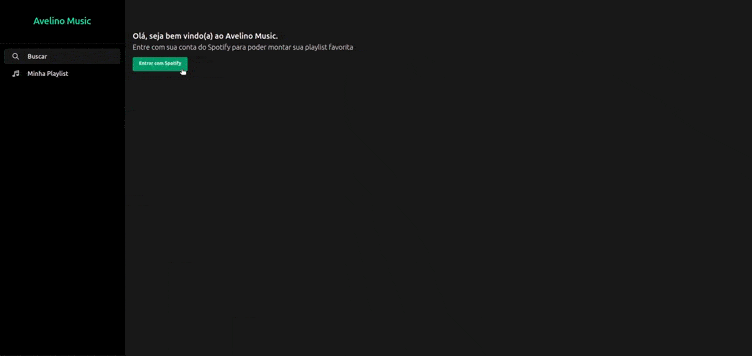 Avelino Music
Buscar
Minha Playlist
Olá, seja bem vindo(a) ao Avelino Music.
Entre com sua conta do Spotify para poder montar sua playlist favorita
Entrar com Spotify